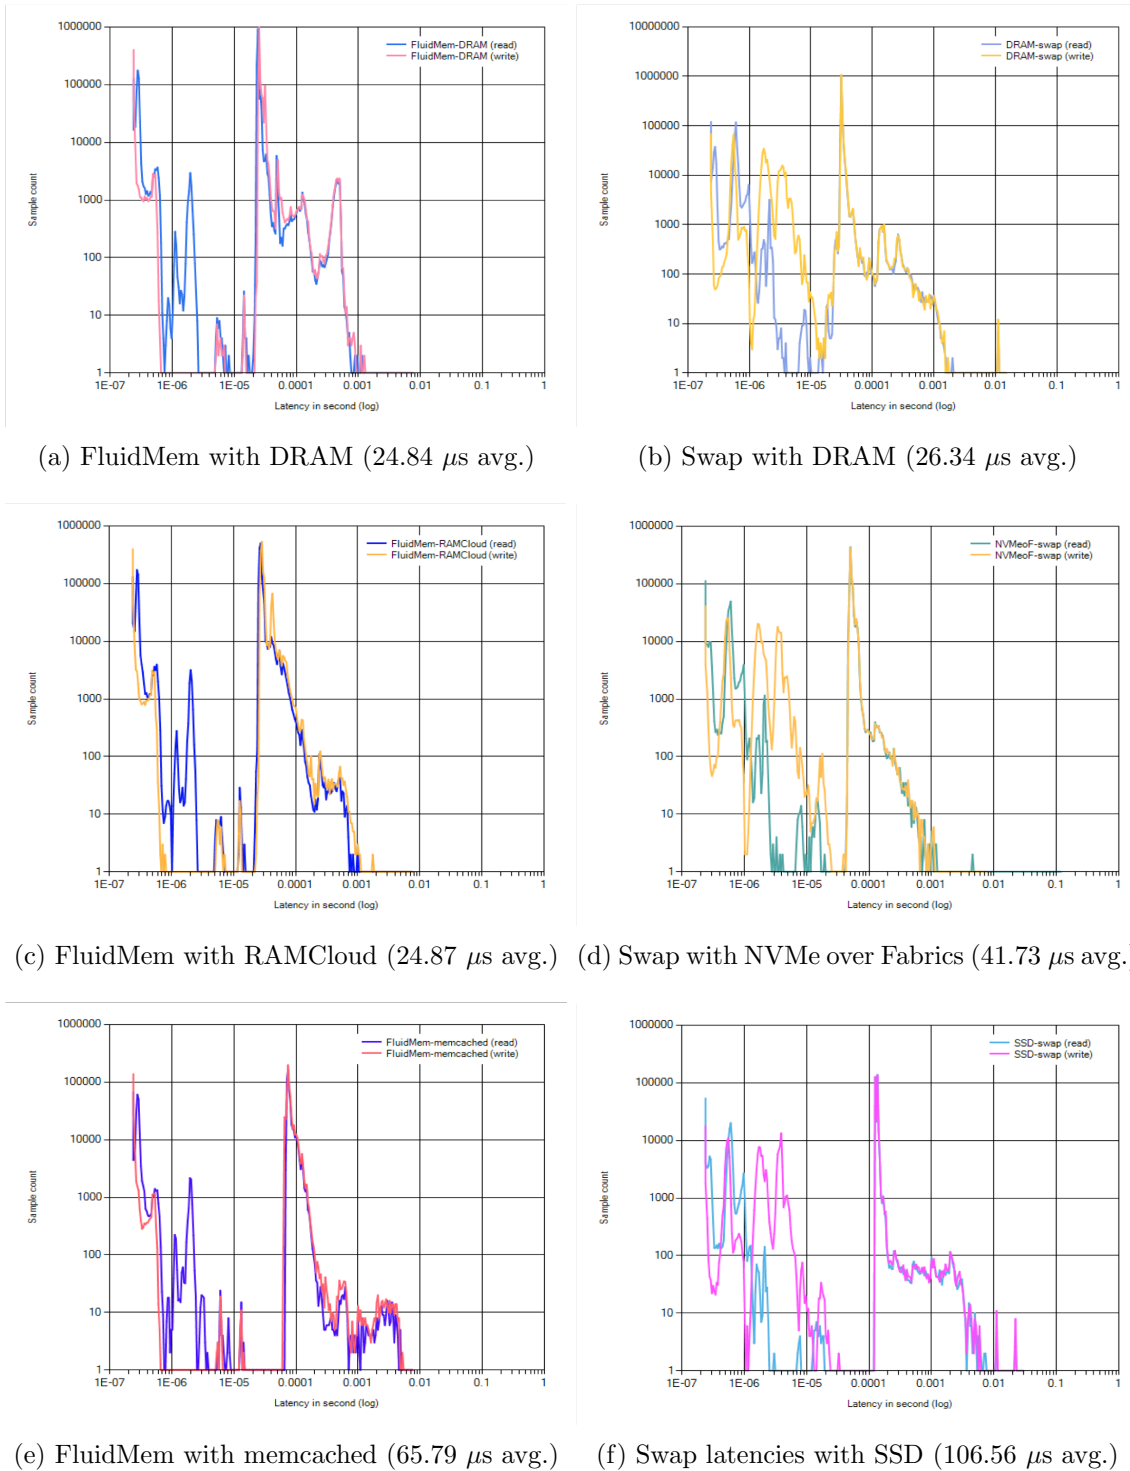 1000000
100000
10000
1000
100
10
1
Sample count
FluidMem-DRAM (read)
FluidMem-DRAM (write)
1E-07 1E-06 1E-05 0.0001 0.001 0.01 0.1 1
Latency in second (log)
(a) FluidMem with DRAM (24.84 μs avg.)
10000000
1000000
100000
10000
1000
100
10
1
Sample count
DRAM-swap (read)
DRAM-swap (write)
1E-07 1E-06 1E-05 0.0001 0.001 0.01 0.1 1
Latency in second (log)
(b) Swap with DRAM (26.34 μs avg.)
1000000
100000
10000
1000
100
10
1
Sample count
FluidMem-RAMCloud (read)
FluidMem-RAMCloud (write)
1E-07 1E-06 1E-05 0.0001 0.001 0.01 0.1 1
Latency in second (log)
(c) FluidMem with RAMCloud (24.87 μs avg.)
1000000
100000
10000
1000
100
10
1
Sample count
NVMeoF-swap (read)
NVMeoF-swap (write)
1E-07 1E-06 1E-05 0.0001 0.001 0.01 0.1 1
Latency in second (log)
(d) Swap with NVMe over Fabrics (41.73 μs avg.)
1000000
100000
10000
1000
100
10
1
Sample count
FluidMem-memcached (read)
FluidMem-memcached (write)
1E-07 1E-06 1E-05 0.0001 0.001 0.01 0.1 1
Latency in second (log)
(e) FluidMem with memcached (65.79 μs avg.)
1000000
100000
10000
1000
100
10
1
Sample count
SSD-swap (read)
SSD-swap (write)
1E-07 1E-06 1E-05 0.0001 0.001 0.01 0.1 1
Latency in second (log)
(f) Swap latencies with SSD (106.56 μs avg.)